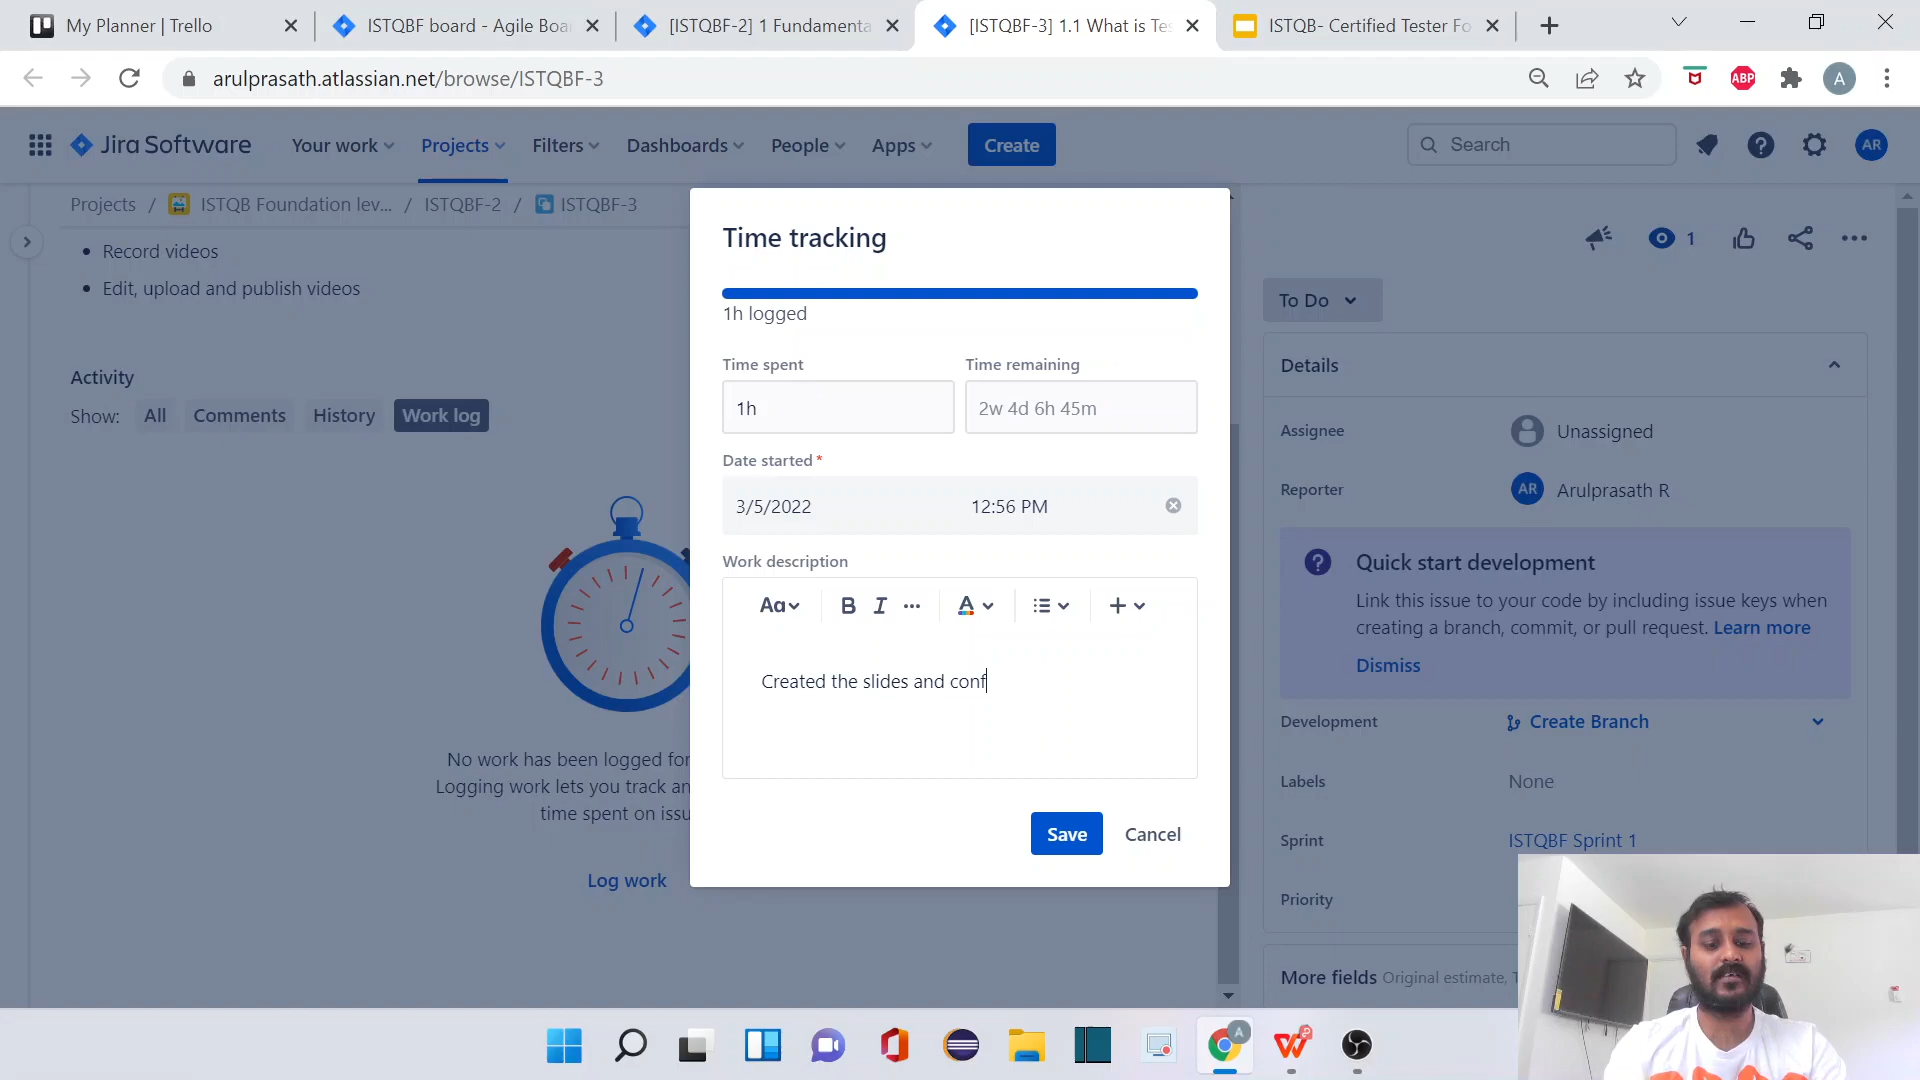 My Planner | Trello
ISTQBF board - Agile Boa
[ISTQBF-2] 1 Fundamenta
[ISTQBF-3] 1.1 What is Tes
ISTQB- Certified Tester Fo
arulprasath.atlassian.net/browse/ISTQBF-3
ABP
A
Jira Software
Your work
Projects
Filters
Dashboards
People
Apps
Create
Search
AR
Projects / ISTQB Foundation lev... / ISTQBF-2 / ISTQBF-3
Record videos
Edit, upload and publish videos
1
Activity
Show: All Comments History Work log
No work has been logged for
Logging work lets you track an
time spent on issu
Log work
Time tracking
1h logged
Time spent
Time remaining
1h
2w 4d 6h 45m
Date started *
3/5/2022
12:56 PM
Work description
Aa
B I
A
Created the slides and conf
Save
Cancel
To Do
Details
Assignee
Unassigned
Reporter
AR Arulprasath R
Quick start development
Link this issue to your code by including issue keys when
creating a branch, commit, or pull request. Learn more
Dismiss
Development
Create Branch
Labels
None
Sprint
ISTQBF Sprint 1
Priority
More fields Original estimate,
A